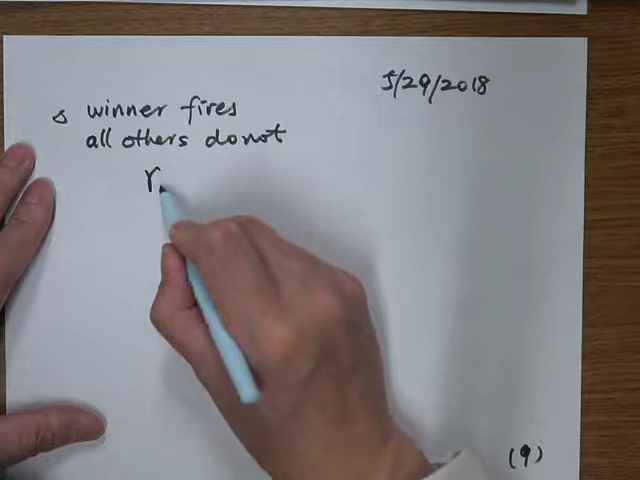 5/29/2018
winner fires
all others do not
r
(9)